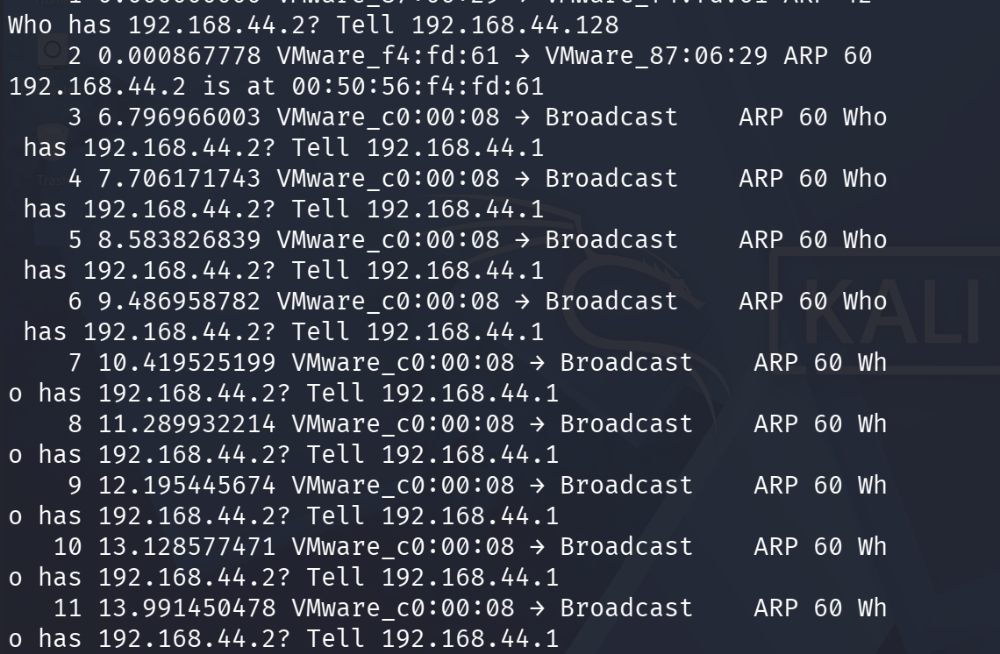 Who has 192.168.44.2? Tell 192.168.44.128
2 0.000867778 VMware_f4:fd:61 → VMware_87:06:29 ARP 60
192.168.44.2 is at 00:50:56:f4:fd:61
3 6.796966003 VMware_c0:00:08 → Broadcast    ARP 60 Who
 has 192.168.44.2? Tell 192.168.44.1
4 7.706171743 VMware_c0:00:08 → Broadcast    ARP 60 Who
 has 192.168.44.2? Tell 192.168.44.1
5 8.583826839 VMware_c0:00:08 → Broadcast    ARP 60 Who
 has 192.168.44.2? Tell 192.168.44.1
6 9.486958782 VMware_c0:00:08 → Broadcast    ARP 60 Who
 has 192.168.44.2? Tell 192.168.44.1
7 10.419525199 VMware_c0:00:08 → Broadcast    ARP 60 Wh
o has 192.168.44.2? Tell 192.168.44.1
8 11.289932214 VMware_c0:00:08 → Broadcast    ARP 60 Wh
o has 192.168.44.2? Tell 192.168.44.1
9 12.195445674 VMware_c0:00:08 → Broadcast    ARP 60 Wh
o has 192.168.44.2? Tell 192.168.44.1
10 13.128577471 VMware_c0:00:08 → Broadcast    ARP 60 Wh
o has 192.168.44.2? Tell 192.168.44.1
11 13.991450478 VMware_c0:00:08 → Broadcast    ARP 60 Wh
o has 192.168.44.2? Tell 192.168.44.1
Trash
KALI